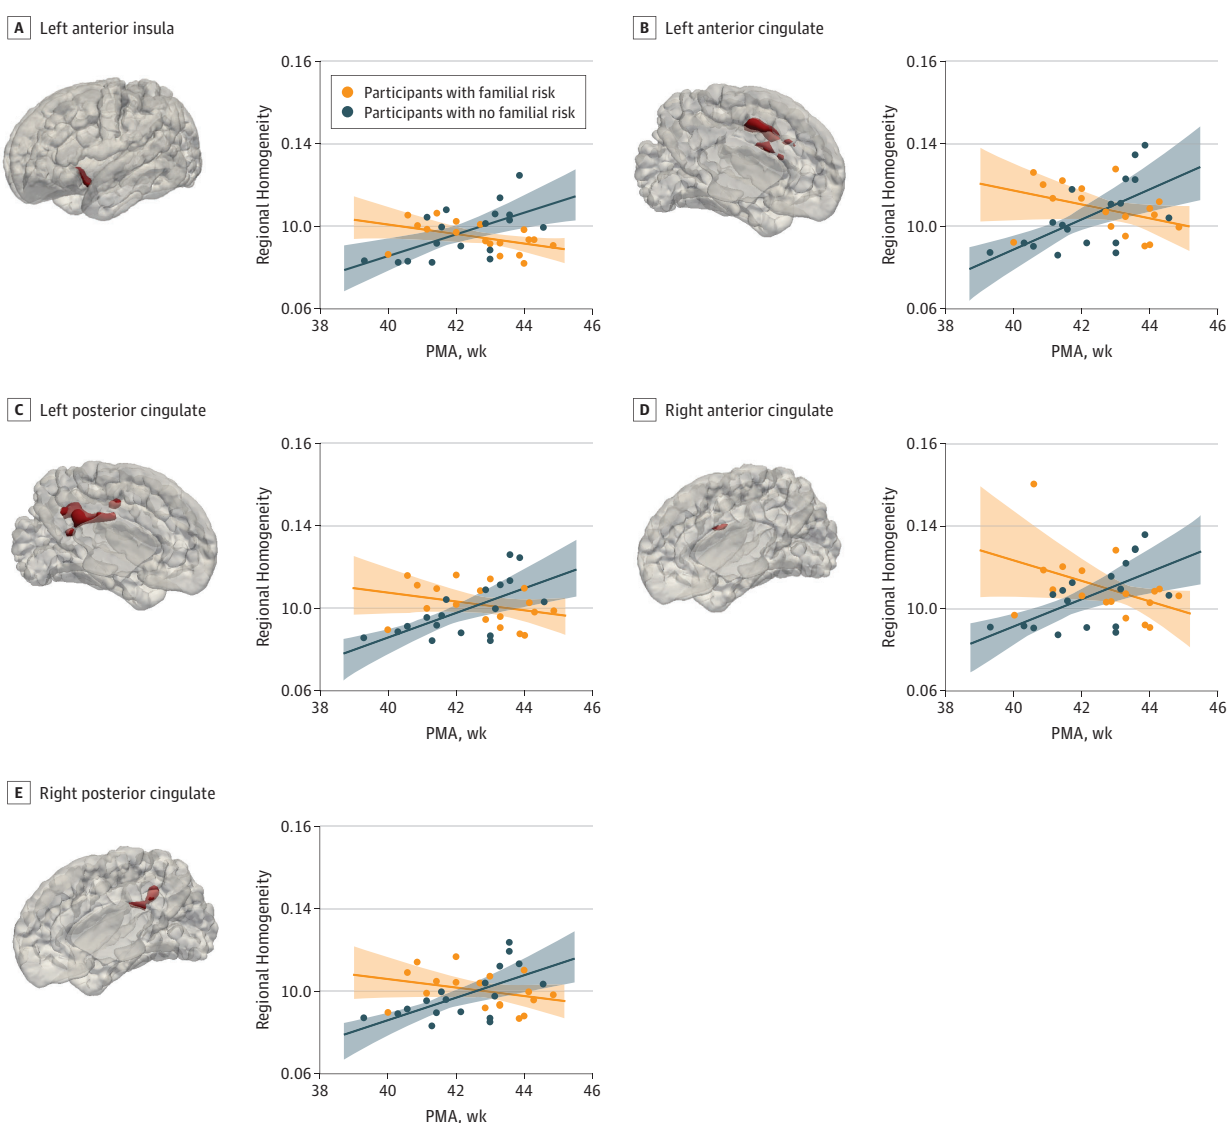 A Left anterior insula
0.16
0.14
10.0
0.06
Regional Homogeneity
Participants with familial risk
Participants with no familial risk
38 40 42 44 46
PMA, wk
B Left anterior cingulate
0.16
0.14
10.0
0.06
Regional Homogeneity
38 40 42 44 46
PMA, wk
C Left posterior cingulate
0.16
0.14
10.0
0.06
Regional Homogeneity
38 40 42 44 46
PMA, wk
D Right anterior cingulate
0.16
0.14
10.0
0.06
Regional Homogeneity
38 40 42 44 46
PMA, wk
E Right posterior cingulate
0.16
0.14
10.0
0.06
Regional Homogeneity
38 40 42 44 46
PMA, wk